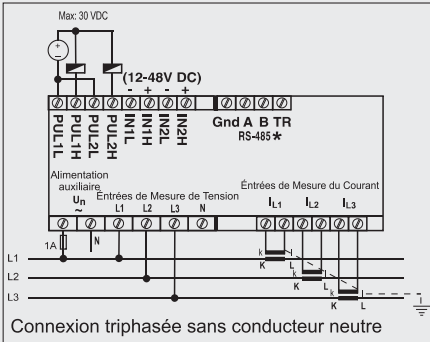 Max: 30 VDC
+
-
(12-48V DC)
- + - +
PUL1L PUL1H PUL2L PUL2H IN1L IN1H IN2L IN2H
Gnd A B TR
RS-485 *
Alimentation auxiliaire
Un
~
Entrées de Mesure de Tension
L1 L2 L3 N
Entrées de Mesure du Courant
IL1 IL2 IL3
1A
N
L1
k l
K L
L2
k l
K L
L3
k l
K L
Connexion triphasée sans conducteur neutre